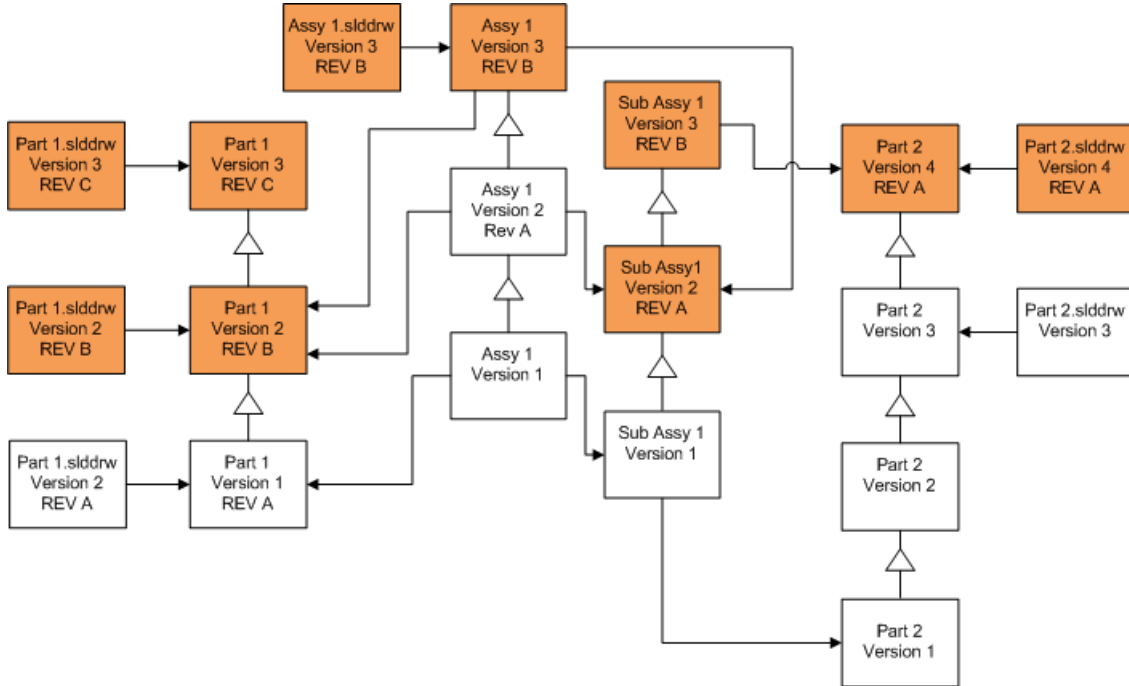 Assy 1.slddrw
Version 3
REV B
Assy 1
Version 3
REV B
Sub Assy 1
Version 3
REV B
Part 1.slddrw
Version 3
REV C
Part 1
Version 3
REV C
Part 2
Version 4
REV A
Part 2.slddrw
Version 4
REV A
Assy 1
Version 2
Rev A
Sub Assy1
Version 2
REV A
Part 1.slddrw
Version 2
REV B
Part 1
Version 2
REV B
Part 2
Version 3
Part 2.slddrw
Version 3
Assy 1
Version 1
Sub Assy 1
Version 1
Part 1.slddrw
Version 2
REV A
Part 1
Version 1
REV A
Part 2
Version 2
Part 2
Version 1